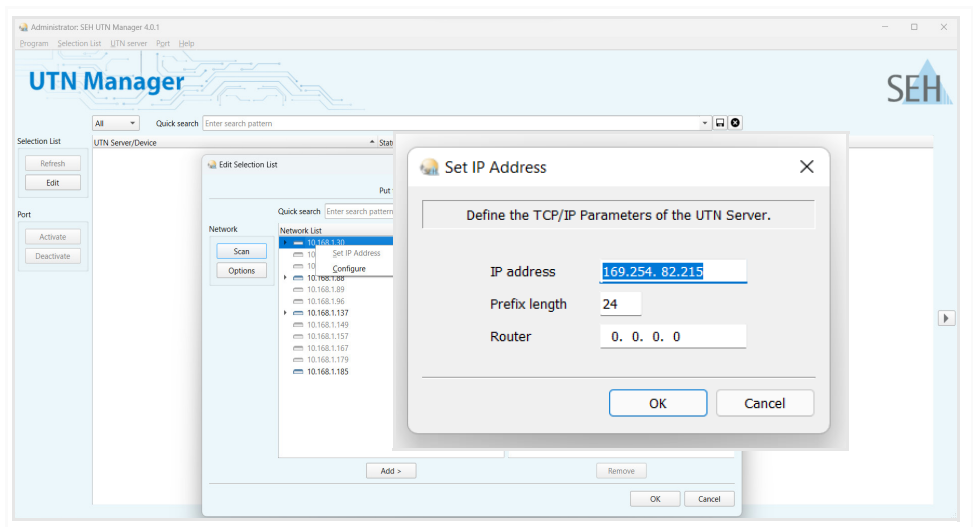 Administrator: SEH UTN Manager 4.0.1
Program Selection List UTN server Port Help
UTN Manager
SEH
All Quick search Enter search pattern
Selection List
UTN Server/Device
Refresh
Edit
Port
Activate
Deactivate
Edit Selection List
Quick search Enter search pattern
Network
Network List
Scan
Options
10.168.1.30
Set IP Address
Configure
10.168.1.88
10.168.1.89
10.168.1.96
10.168.1.137
10.168.1.149
10.168.1.157
10.168.1.167
10.168.1.179
10.168.1.185
Add >
Remove
OK Cancel
Set IP Address
Define the TCP/IP Parameters of the UTN Server.
IP address 169.254. 82.215
Prefix length 24
Router 0. 0. 0. 0
OK Cancel